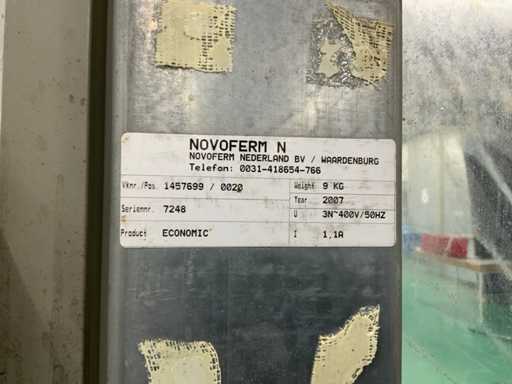 NOVOFERM N
NOVOFERM NEDERLAND BV / WAARDENBURG
Telefon: 0031-418654-766
Vknr./Pos. 1457699 / 0020 Weight 9 KG
Year 2007
Seriennr. 7248 U 3N~400V/50HZ
Product ECONOMIC I 1,1A